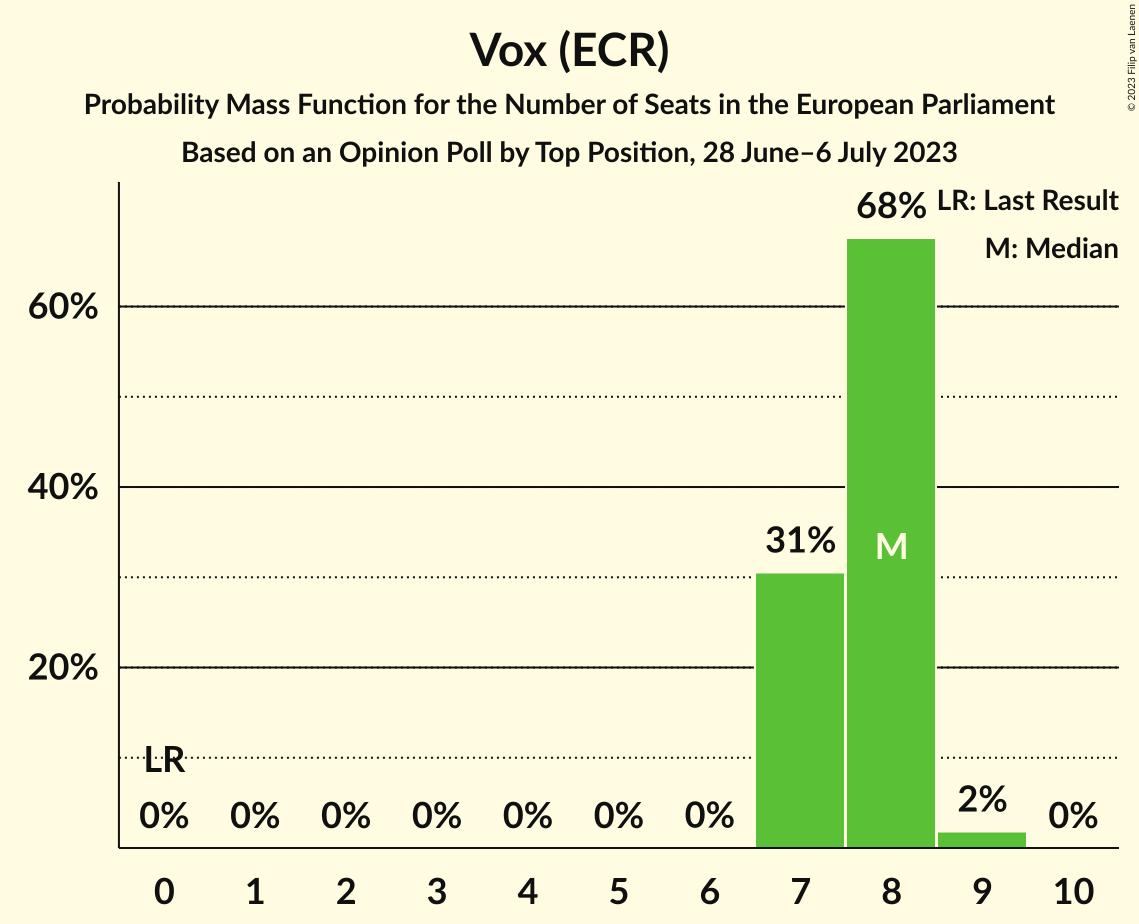 Vox (ECR)
Probability Mass Function for the Number of Seats in the European Parliament
Based on an Opinion Poll by Top Position, 28 June–6 July 2023
© 2023 Filip van Laenen
LR: Last Result
M: Median
68%
60%
40%
31%
M
20%
LR
0% 0% 0% 0% 0% 0% 0% 2% 0%
0 1 2 3 4 5 6 7 8 9 10